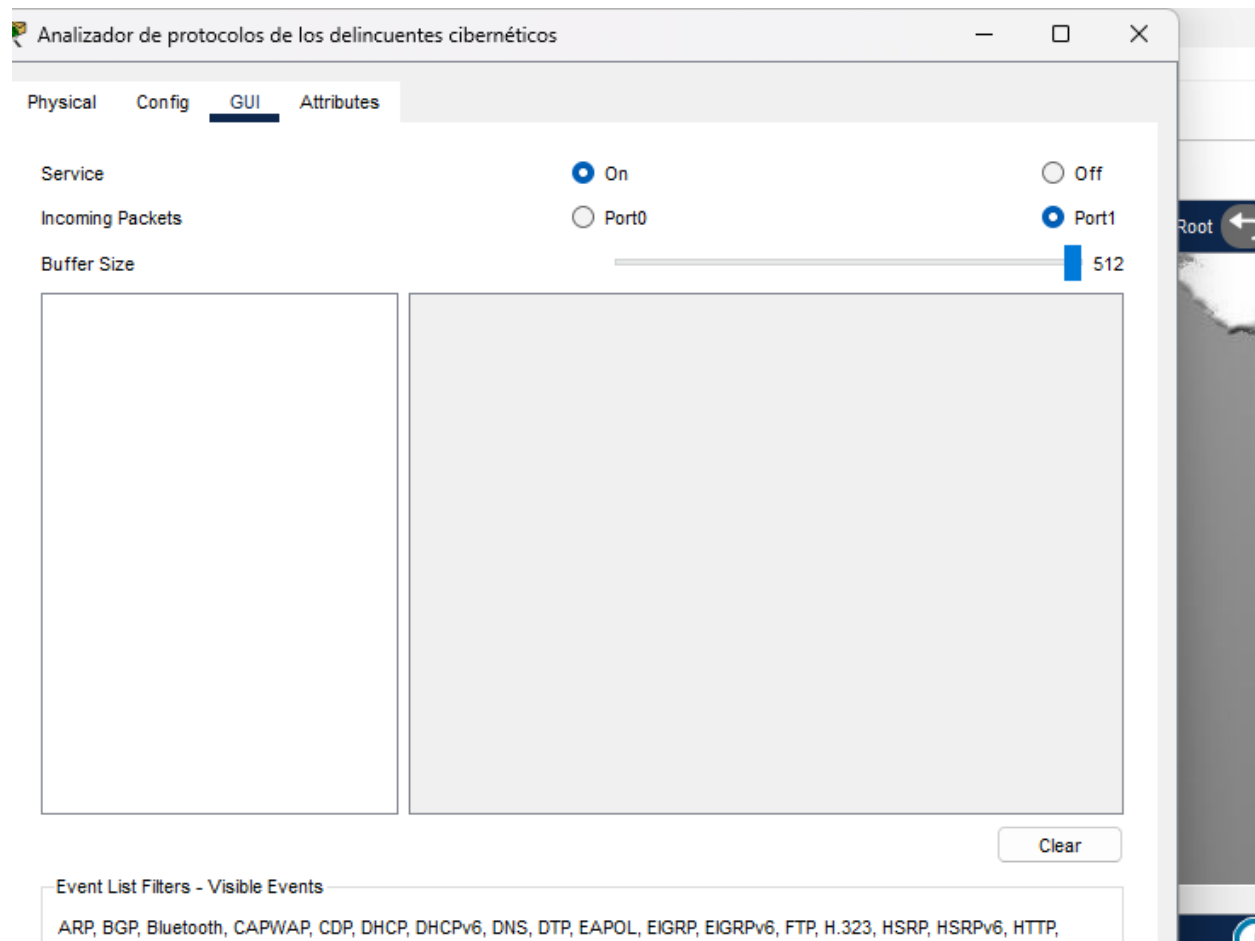 Analizador de protocolos de los delincuentes cibernéticos
Physical Config GUI Attributes
Service On Off
Incoming Packets Port0 Port1
Root
Buffer Size 512
Clear
Event List Filters - Visible Events
ARP, BGP, Bluetooth, CAPWAP, CDP, DHCP, DHCPv6, DNS, DTP, EAPOL, EIGRP, EIGRPv6, FTP, H.323, HSRP, HSRPv6, HTTP,